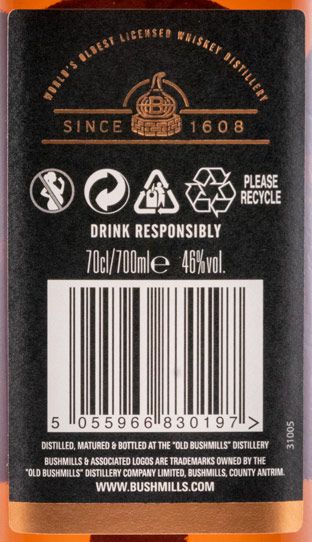 WORLD'S OLDEST LICENSED WHISKEY DISTILLERY
B
SINCE 1608
PLEASE
RECYCLE
DRINK RESPONSIBLY
70cl/700ml℮ 46%vol.
5 055966 830197 >
31005
DISTILLED, MATURED & BOTTLED AT THE "OLD BUSHMILLS" DISTILLERY
BUSHMILLS & ASSOCIATED LOGOS ARE TRADEMARKS OWNED BY THE
"OLD BUSHMILLS" DISTILLERY COMPANY LIMITED, BUSHMILLS, COUNTY ANTRIM.
WWW.BUSHMILLS.COM